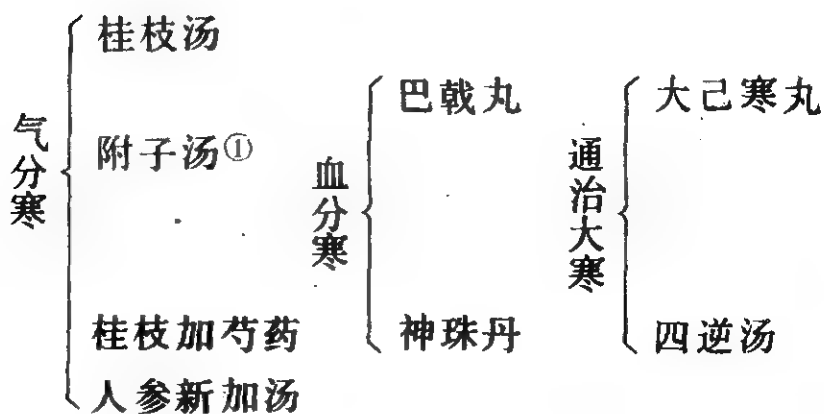 气分寒
桂枝汤
附子汤①
桂枝加芍药
人参新加汤
血分寒
巴戟丸
神珠丹
通治大寒
大己寒丸
四逆汤